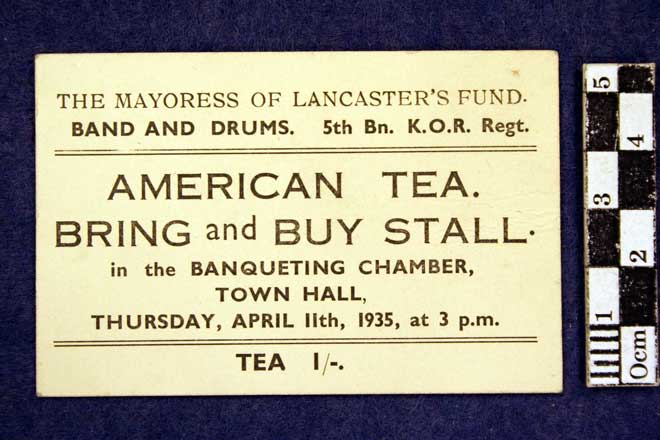 THE MAYORESS OF LANCASTER'S FUND.
BAND AND DRUMS. 5th Bn. K.O.R. Regt.
AMERICAN TEA.
BRING and BUY STALL.
in the BANQUETING CHAMBER,
TOWN HALL,
THURSDAY, APRIL 11th, 1935, at 3 p.m.
TEA 1/-.
5
4
3
2
1
0cm